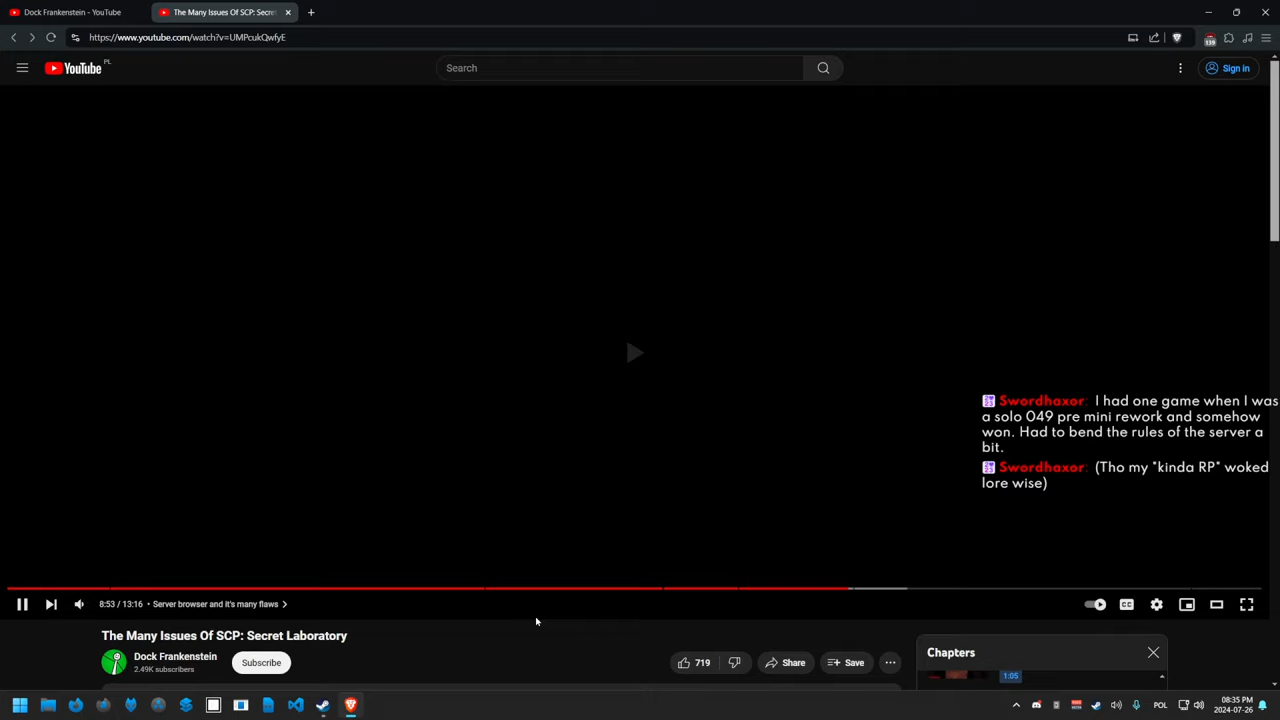 Dock Frankenstein - YouTube
The Many Issues Of SCP: Secret
https://www.youtube.com/watch?v=UMPcukQwfyE
139
YouTube PL
Search
Sign in
Swordhaxor: I had one game when I was
a solo 049 pre mini rework and somehow
won. Had to bend the rules of the server a
bit.
Swordhaxor: (Tho my "kinda RP" woked
lore wise)
8:53 / 13:16 • Server browser and it's many flaws
CC
The Many Issues Of SCP: Secret Laboratory
Dock Frankenstein
2.49K subscribers
Subscribe
719
Share
Save
Chapters
1:05
POL
08:35 PM
2024-07-26